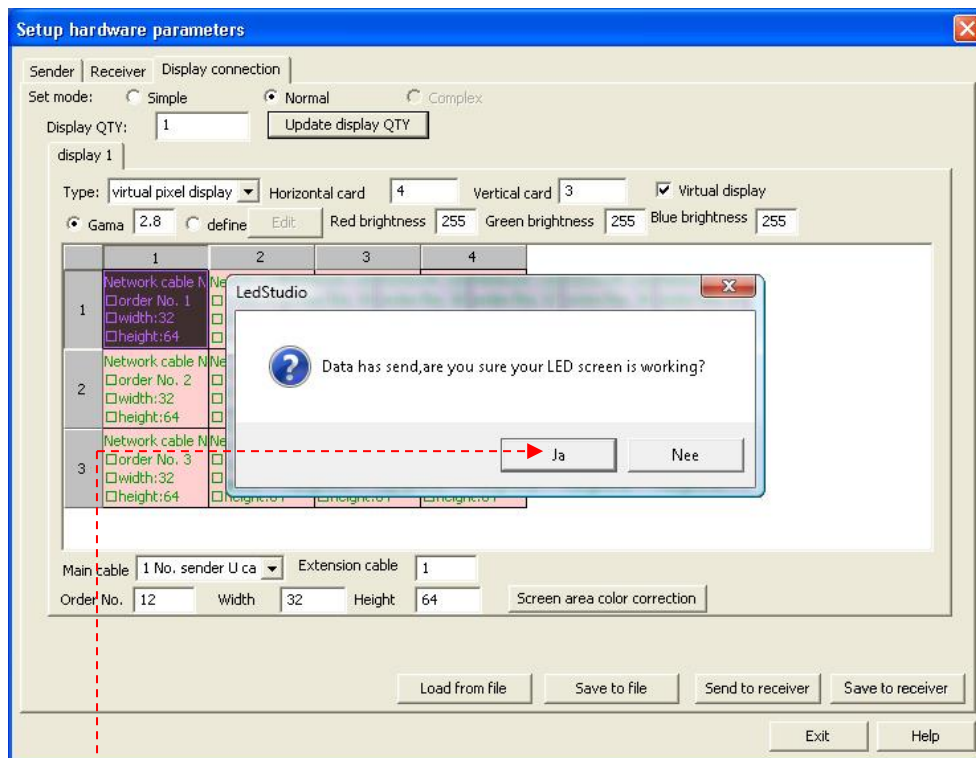 Setup hardware parameters
Sender Receiver Display connection
Set mode: Simple Normal Complex
Display QTY: 1 Update display QTY
display 1
Type: virtual pixel display Horizontal card 4 Vertical card 3 Virtual display
Gama 2.8 define Edit Red brightness 255 Green brightness 255 Blue brightness 255
1 2 3 4
1
Network cable N Ne
order No. 1
width:32
height:64
2
Network cable N Ne
order No. 2
width:32
height:64
3
Network cable N Ne
order No. 3
width:32
height:64
LedStudio
Data has send,are you sure your LED screen is working?
Ja Nee
Main cable 1 No. sender U ca Extension cable 1
Order No. 12 Width 32 Height 64 Screen area color correction
Load from file Save to file Send to receiver Save to receiver
Exit Help